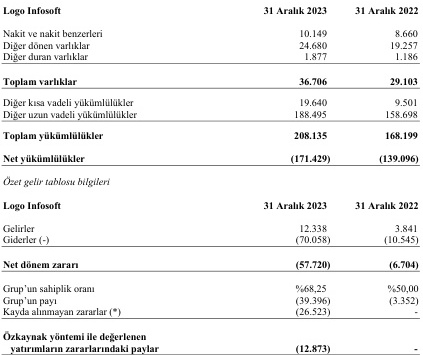 Logo Infosoft 31 Aralık 2023 31 Aralık 2022
Nakit ve nakit benzerleri 10.149 8.660
Diğer dönen varlıklar 24.680 19.257
Diğer duran varlıklar 1.877 1.186
Toplam varlıklar 36.706 29.103
Diğer kısa vadeli yükümlülükler 19.640 9.501
Diğer uzun vadeli yükümlülükler 188.495 158.698
Toplam yükümlülükler 208.135 168.199
Net yükümlülükler (171.429) (139.096)
Özet gelir tablosu bilgileri
Logo Infosoft 31 Aralık 2023 31 Aralık 2022
Gelirler 12.338 3.841
Giderler (-) (70.058) (10.545)
Net dönem zararı (57.720) (6.704)
Grup’un sahiplik oranı %68,25 %50,00
Grup’un payı (39.396) (3.352)
Kayda alınmayan zararlar (*) (26.523) -
Özkaynak yöntemi ile değerlenen
yatırımların zararlarındaki paylar (12.873) -